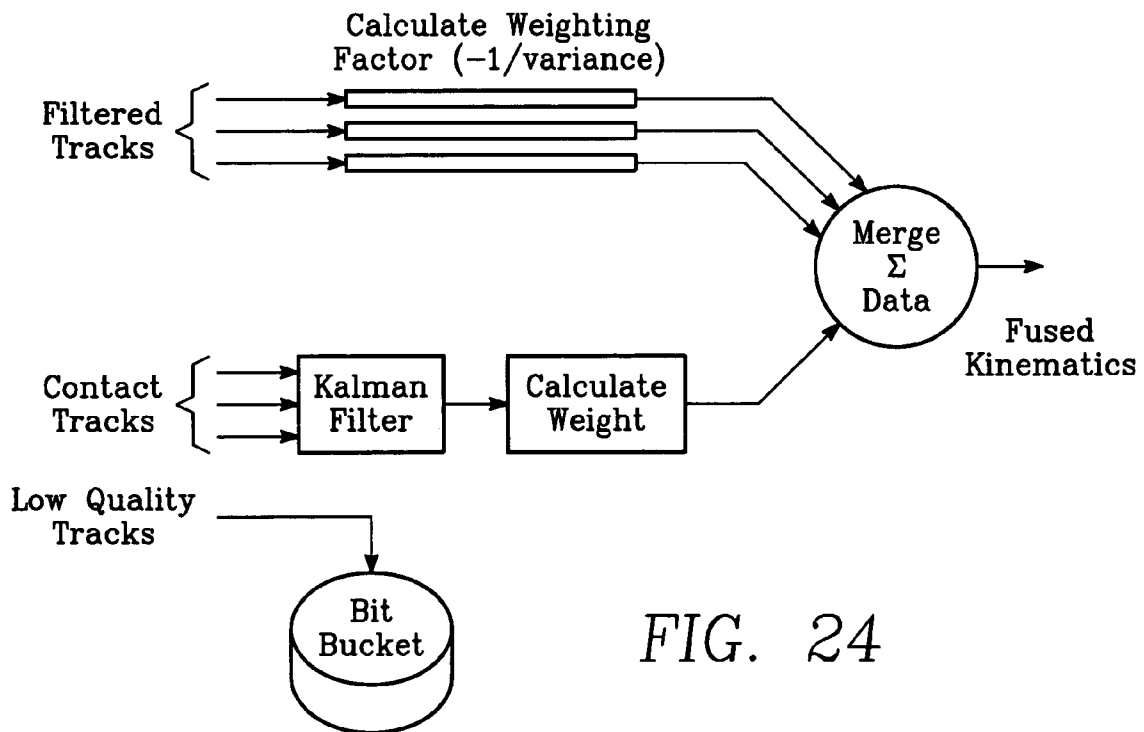 Calculate Weighting
Factor (−1/variance)
Filtered
Tracks
Merge
Σ
Data
Fused
Kinematics
Contact
Tracks
Kalman
Filter
Calculate
Weight
Low Quality
Tracks
Bit
Bucket
FIG. 24